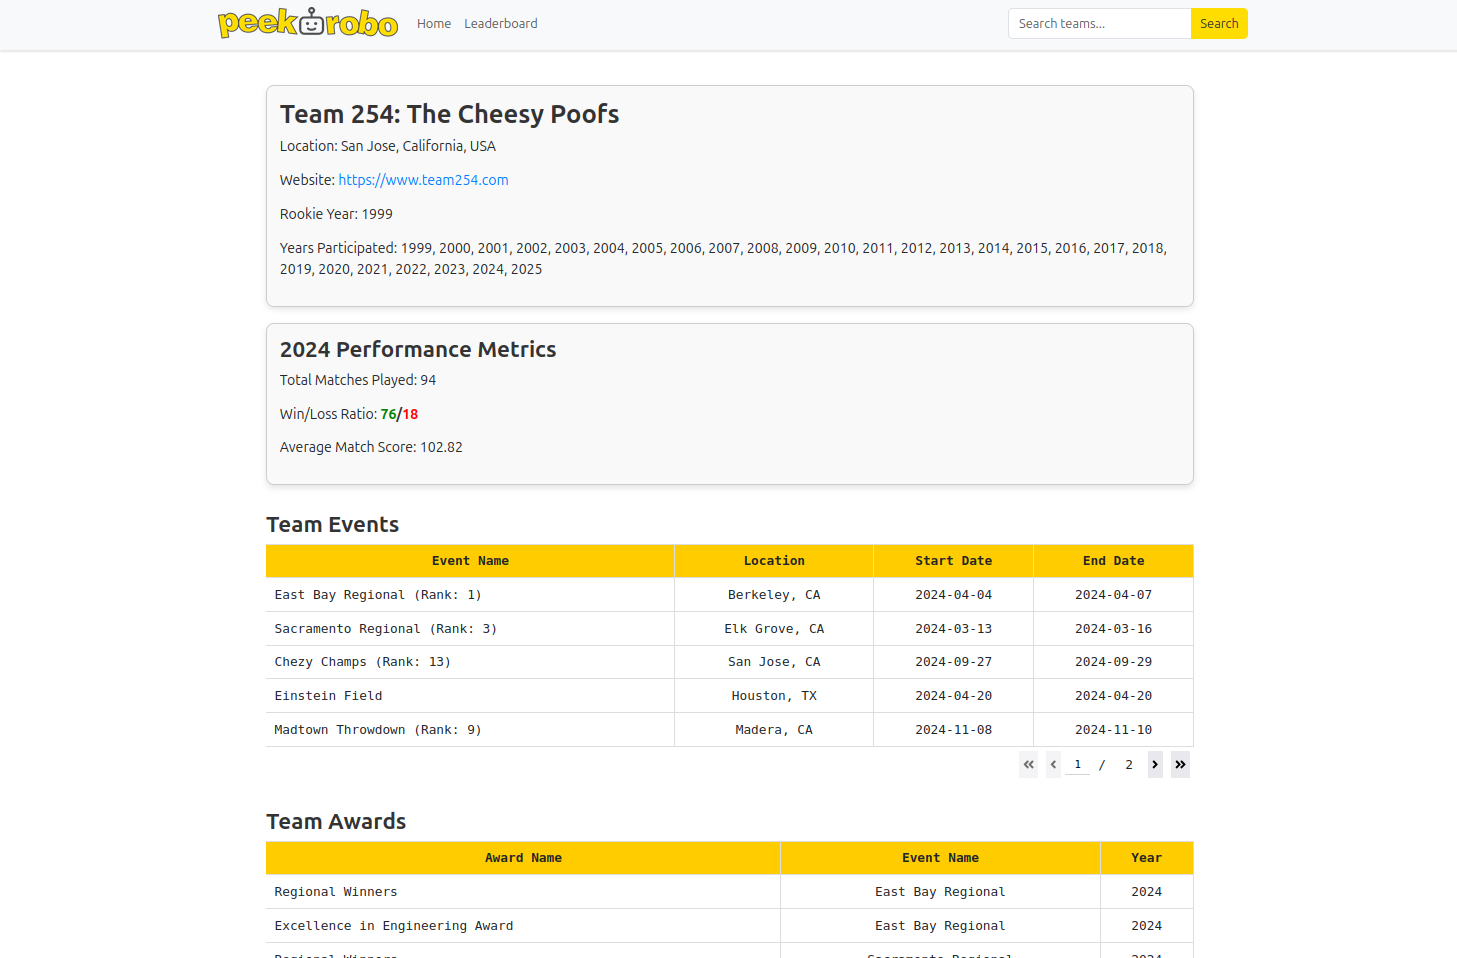 peek robo Home Leaderboard Search teams... Search
Team 254: The Cheesy Poofs
Location: San Jose, California, USA
Website: https://www.team254.com
Rookie Year: 1999
Years Participated: 1999, 2000, 2001, 2002, 2003, 2004, 2005, 2006, 2007, 2008, 2009, 2010, 2011, 2012, 2013, 2014, 2015, 2016, 2017, 2018,
2019, 2020, 2021, 2022, 2023, 2024, 2025
2024 Performance Metrics
Total Matches Played: 94
Win/Loss Ratio: 76/18
Average Match Score: 102.82
Team Events
Event Name Location Start Date End Date
East Bay Regional (Rank: 1) Berkeley, CA 2024-04-04 2024-04-07
Sacramento Regional (Rank: 3) Elk Grove, CA 2024-03-13 2024-03-16
Chezy Champs (Rank: 13) San Jose, CA 2024-09-27 2024-09-29
Einstein Field Houston, TX 2024-04-20 2024-04-20
Madtown Throwdown (Rank: 9) Madera, CA 2024-11-08 2024-11-10
« ‹ 1 / 2 › »
Team Awards
Award Name Event Name Year
Regional Winners East Bay Regional 2024
Excellence in Engineering Award East Bay Regional 2024
Regional Winners Sacramento Regional 2024